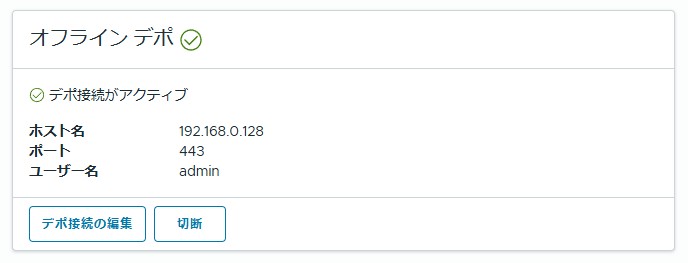 オフライン デポ
デポ接続がアクティブ
ホスト名 192.168.0.128
ポート 443
ユーザー名 admin
デポ接続の編集 切断